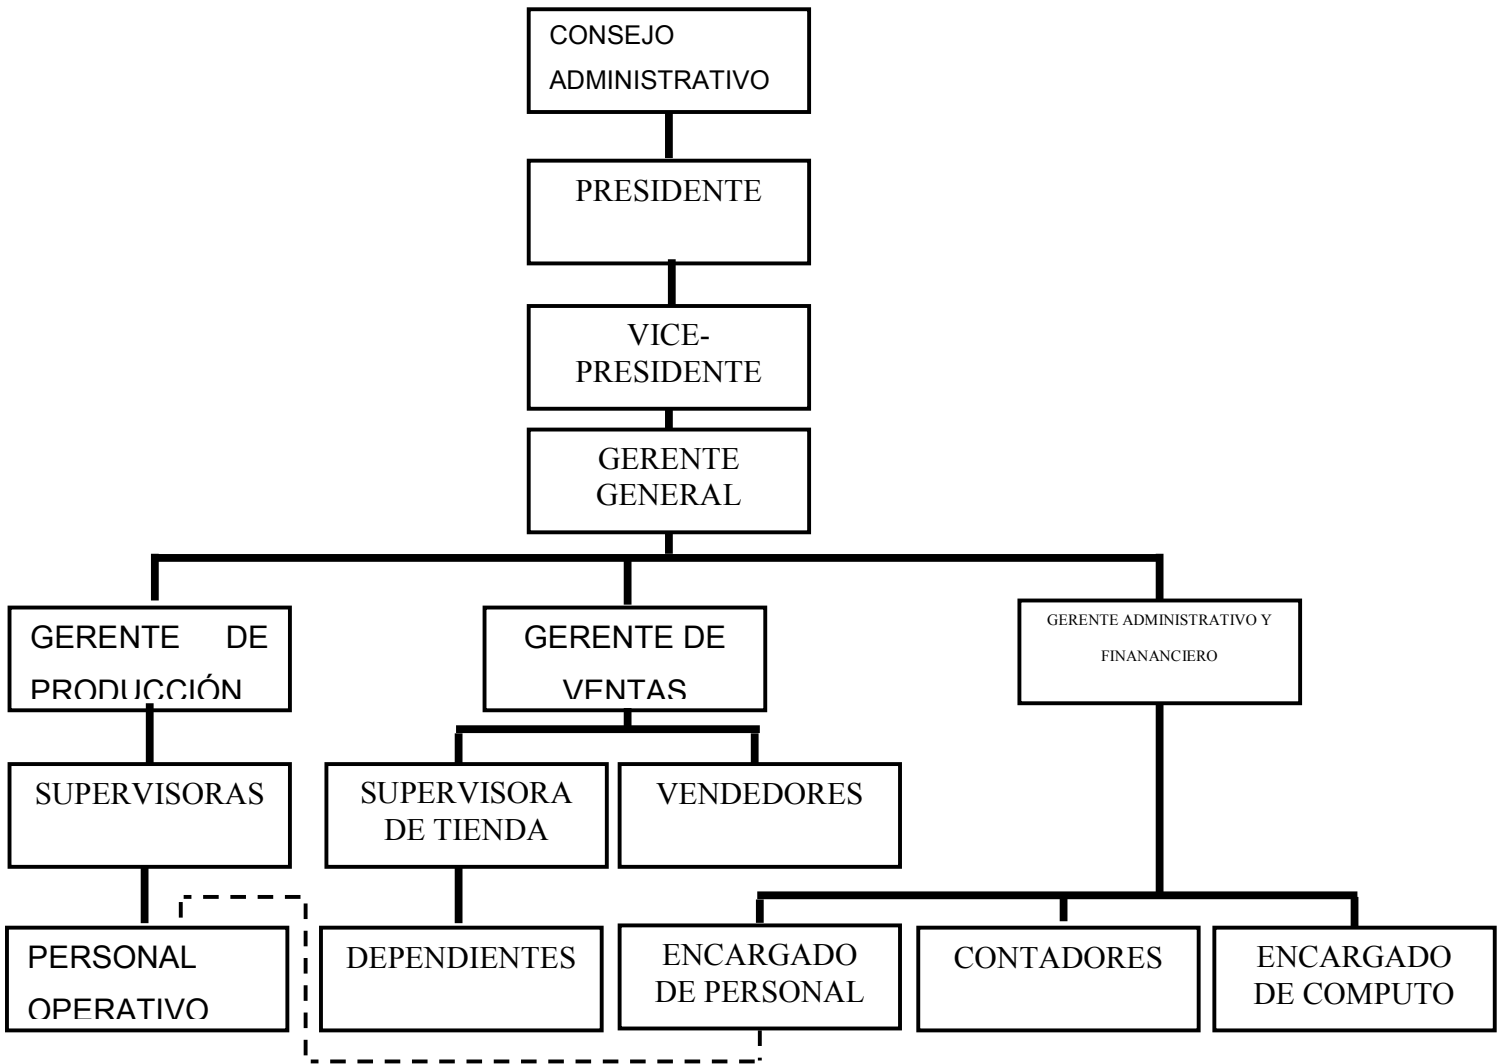 CONSEJO
ADMINISTRATIVO
PRESIDENTE
VICE-
PRESIDENTE
GERENTE
GENERAL
GERENTE DE
PRODUCCIÓN
GERENTE DE
VENTAS
GERENTE ADMINISTRATIVO Y
FINANANCIERO
SUPERVISORAS
SUPERVISORA
DE TIENDA
VENDEDORES
PERSONAL
OPERATIVO
DEPENDIENTES
ENCARGADO
DE PERSONAL
CONTADORES
ENCARGADO
DE COMPUTO